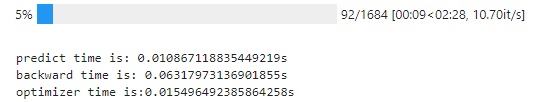 5% 92/1684 [00:09<02:28, 10.70it/s]
predict time is: 0.010867118835449219s
backward time is: 0.06317973136901855s
optimizer time is:0.015496492385864258s